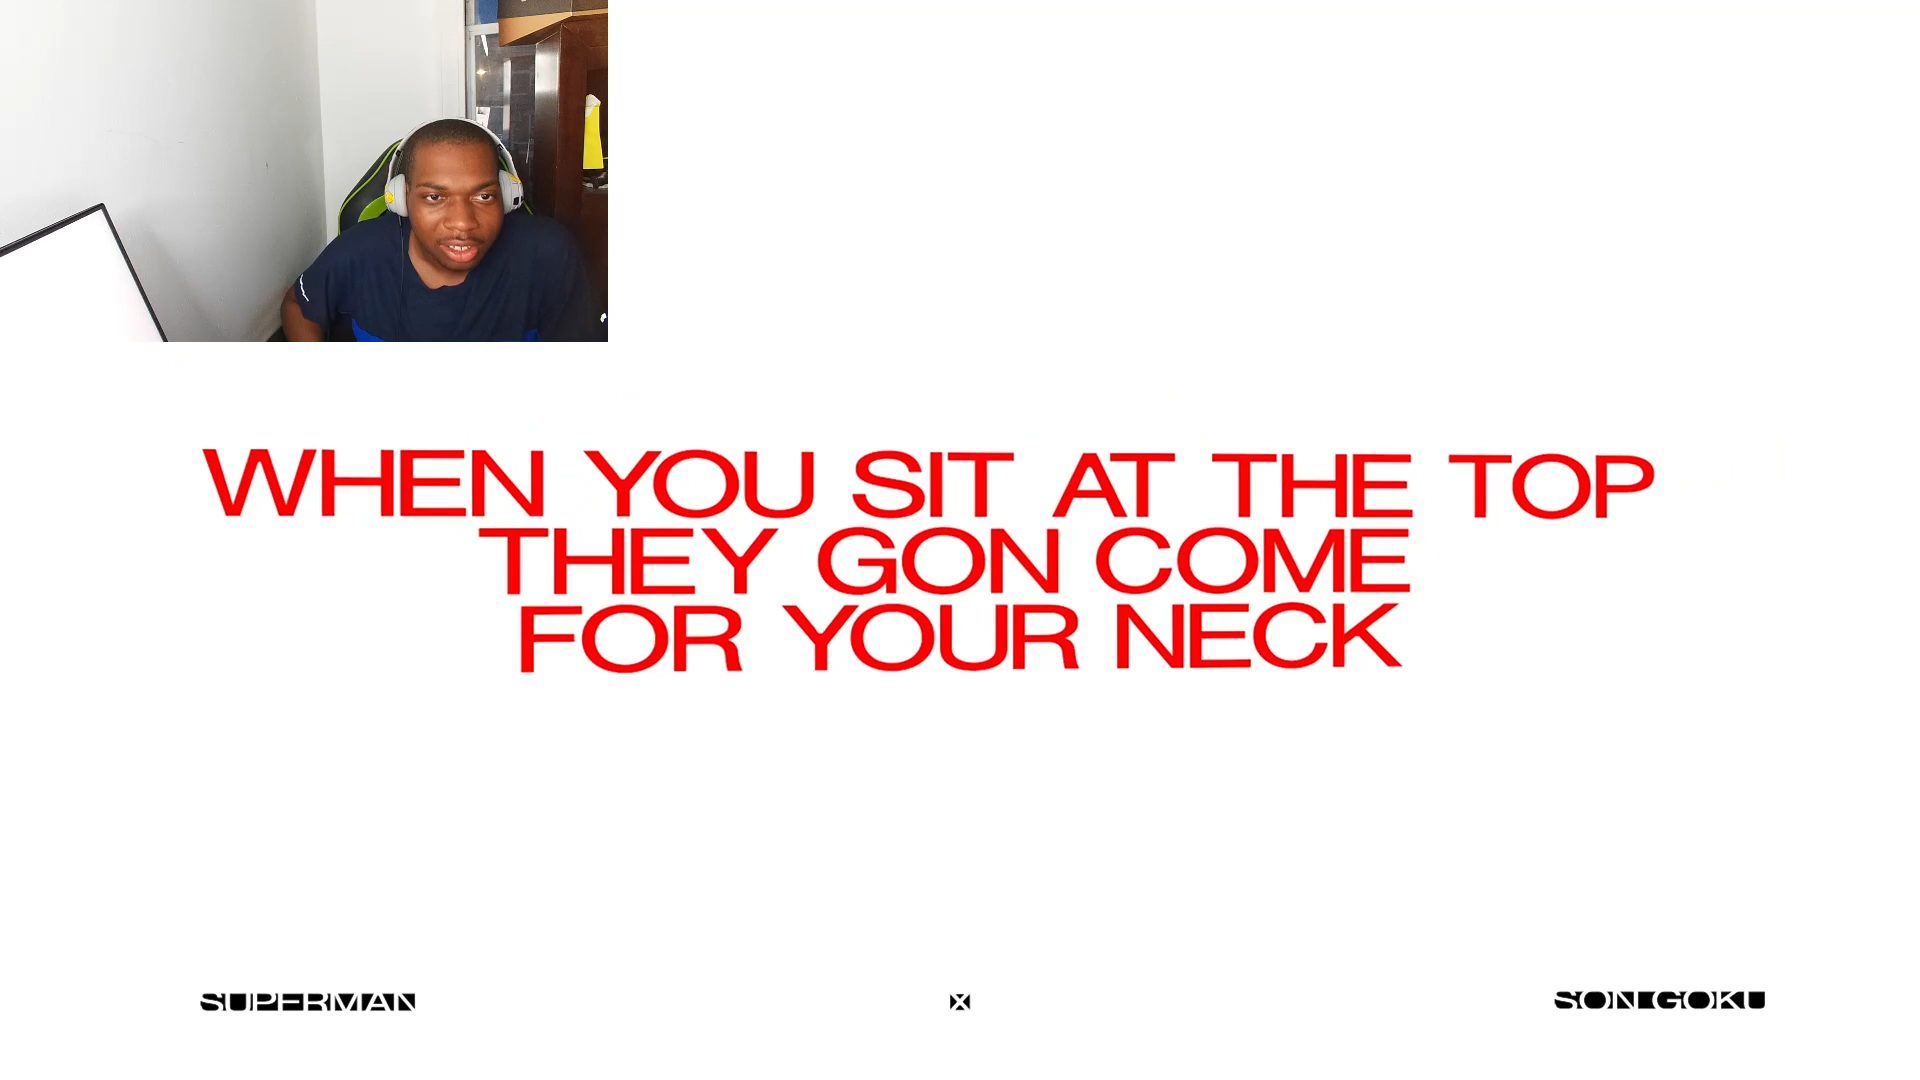 WHEN YOU SIT AT THE TOP
THEY GON COME
FOR YOUR NECK
SUPERMAN
X
SON GOKU